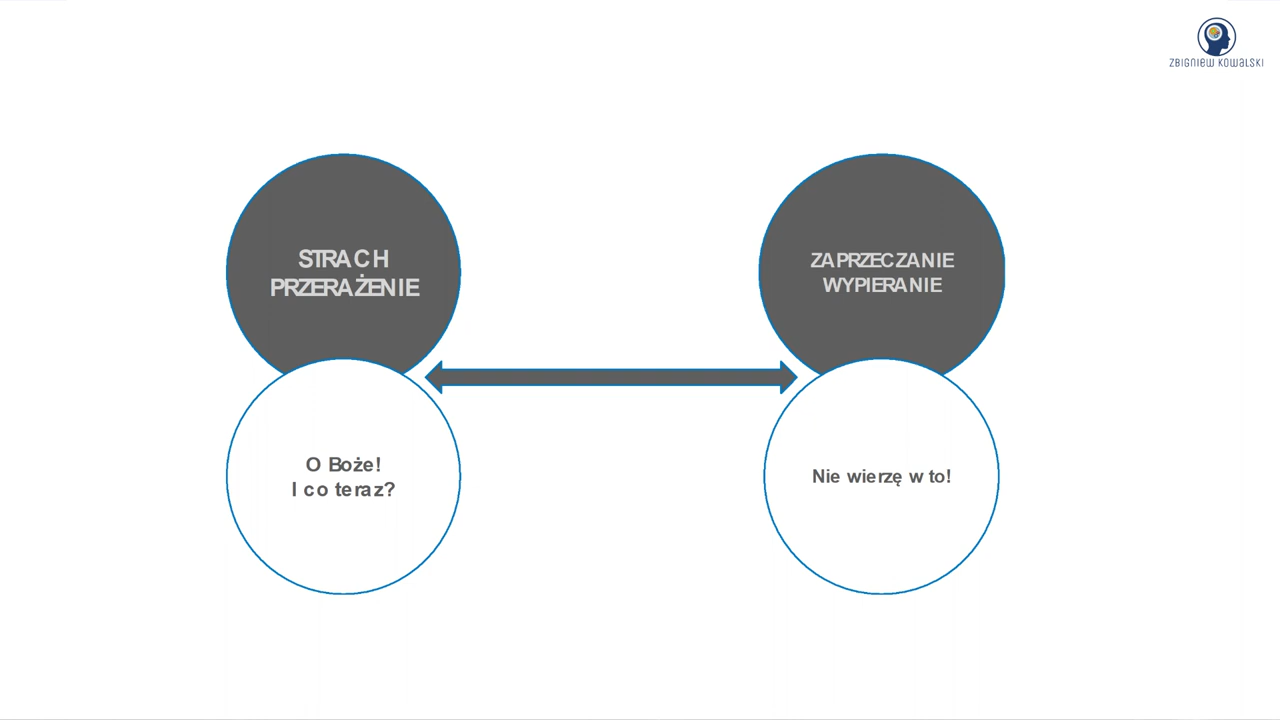 ZBIGNIEW KOWALSKI
STRACH
PRZERAŻENIE
ZAPRZECZANIE
WYPIERANIE
O Boże!
I co teraz?
Nie wierzę w to!